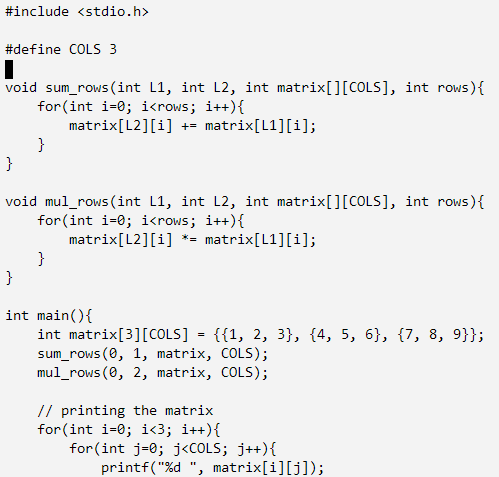 #include <stdio.h>
#define COLS 3
void sum_rows(int L1, int L2, int matrix[][COLS], int rows){
    for(int i=0; i<rows; i++){
        matrix[L2][i] += matrix[L1][i];
    }
}
void mul_rows(int L1, int L2, int matrix[][COLS], int rows){
    for(int i=0; i<rows; i++){
        matrix[L2][i] *= matrix[L1][i];
    }
}
int main(){
    int matrix[3][COLS] = {{1, 2, 3}, {4, 5, 6}, {7, 8, 9}};
    sum_rows(0, 1, matrix, COLS);
    mul_rows(0, 2, matrix, COLS);
    // printing the matrix
    for(int i=0; i<3; i++){
        for(int j=0; j<COLS; j++){
            printf("%d ", matrix[i][j]);